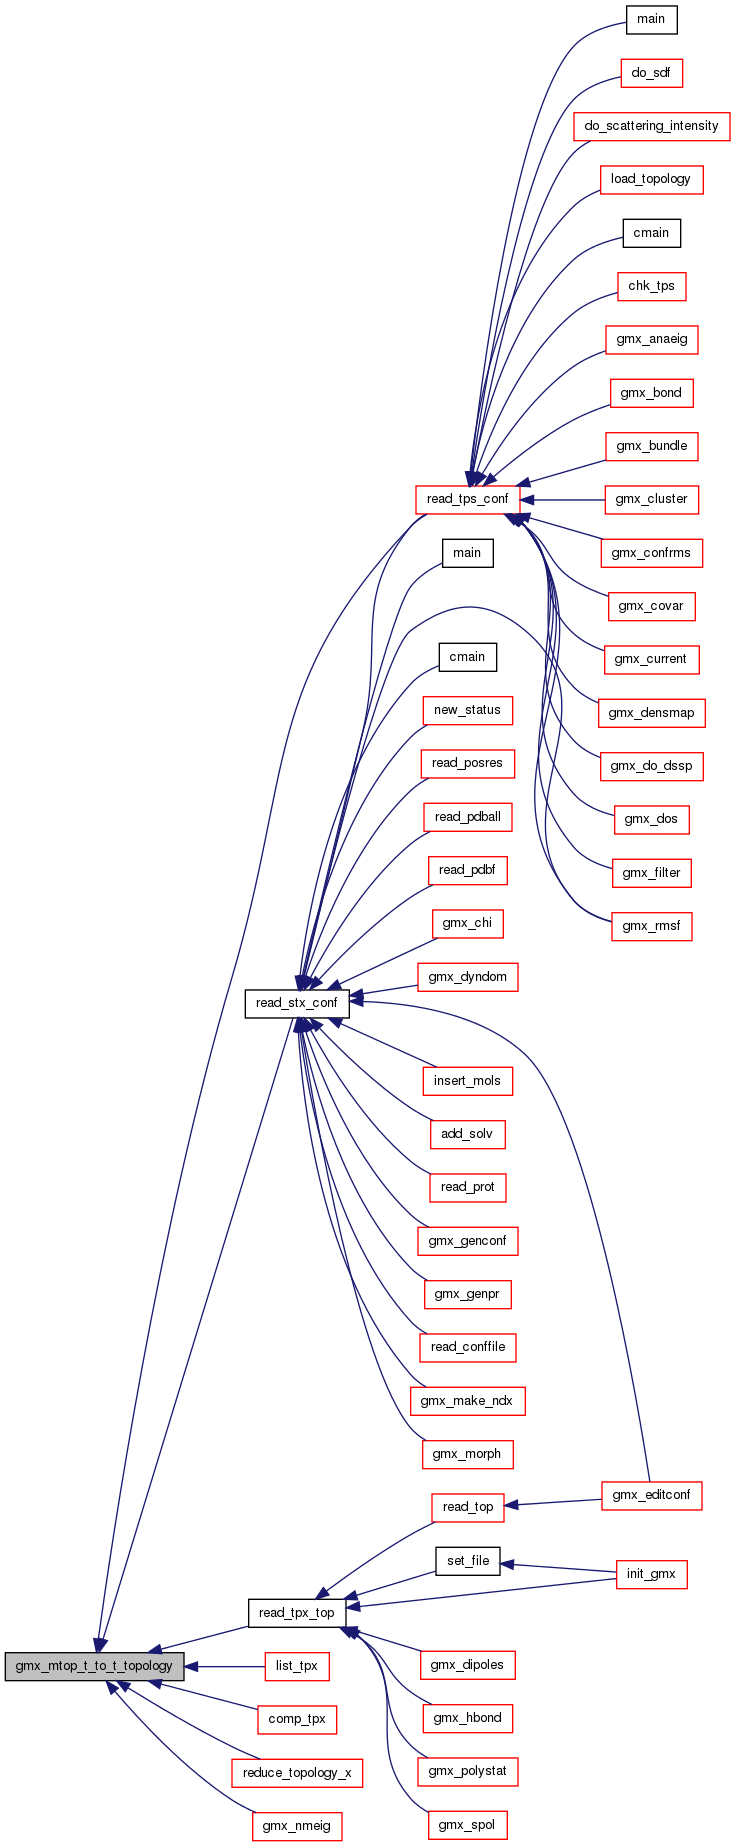 main
do_sdf
do_scattering_intensity
load_topology
cmain
chk_tps
gmx_anaeig
gmx_bond
gmx_bundle
read_tps_conf
gmx_cluster
main
gmx_confrms
gmx_covar
cmain
gmx_current
new_status
gmx_densmap
read_posres
gmx_do_dssp
read_pdball
gmx_dos
read_pdbf
gmx_filter
gmx_chi
gmx_rmsf
gmx_dyndom
read_stx_conf
insert_mols
add_solv
read_prot
gmx_genconf
gmx_genpr
read_conffile
gmx_make_ndx
gmx_morph
gmx_editconf
read_top
set_file
init_gmx
read_tpx_top
gmx_mtop_t_to_t_topology
list_tpx
gmx_dipoles
comp_tpx
gmx_hbond
reduce_topology_x
gmx_polystat
gmx_nmeig
gmx_spol